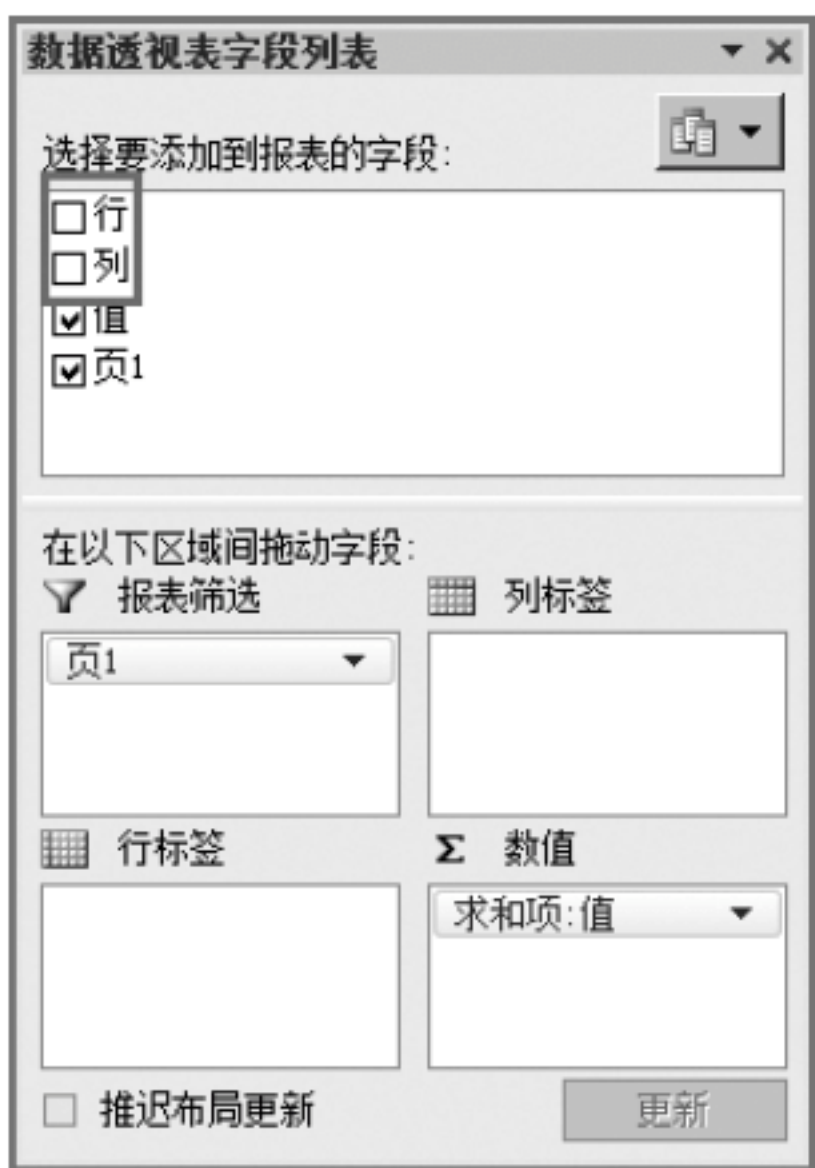 数据透视表字段列表
选择要添加到报表的字段:
行
列
值
页1
在以下区域间拖动字段:
报表筛选
列标签
页1
行标签
Σ 数值
求和项:值
推迟布局更新
更新